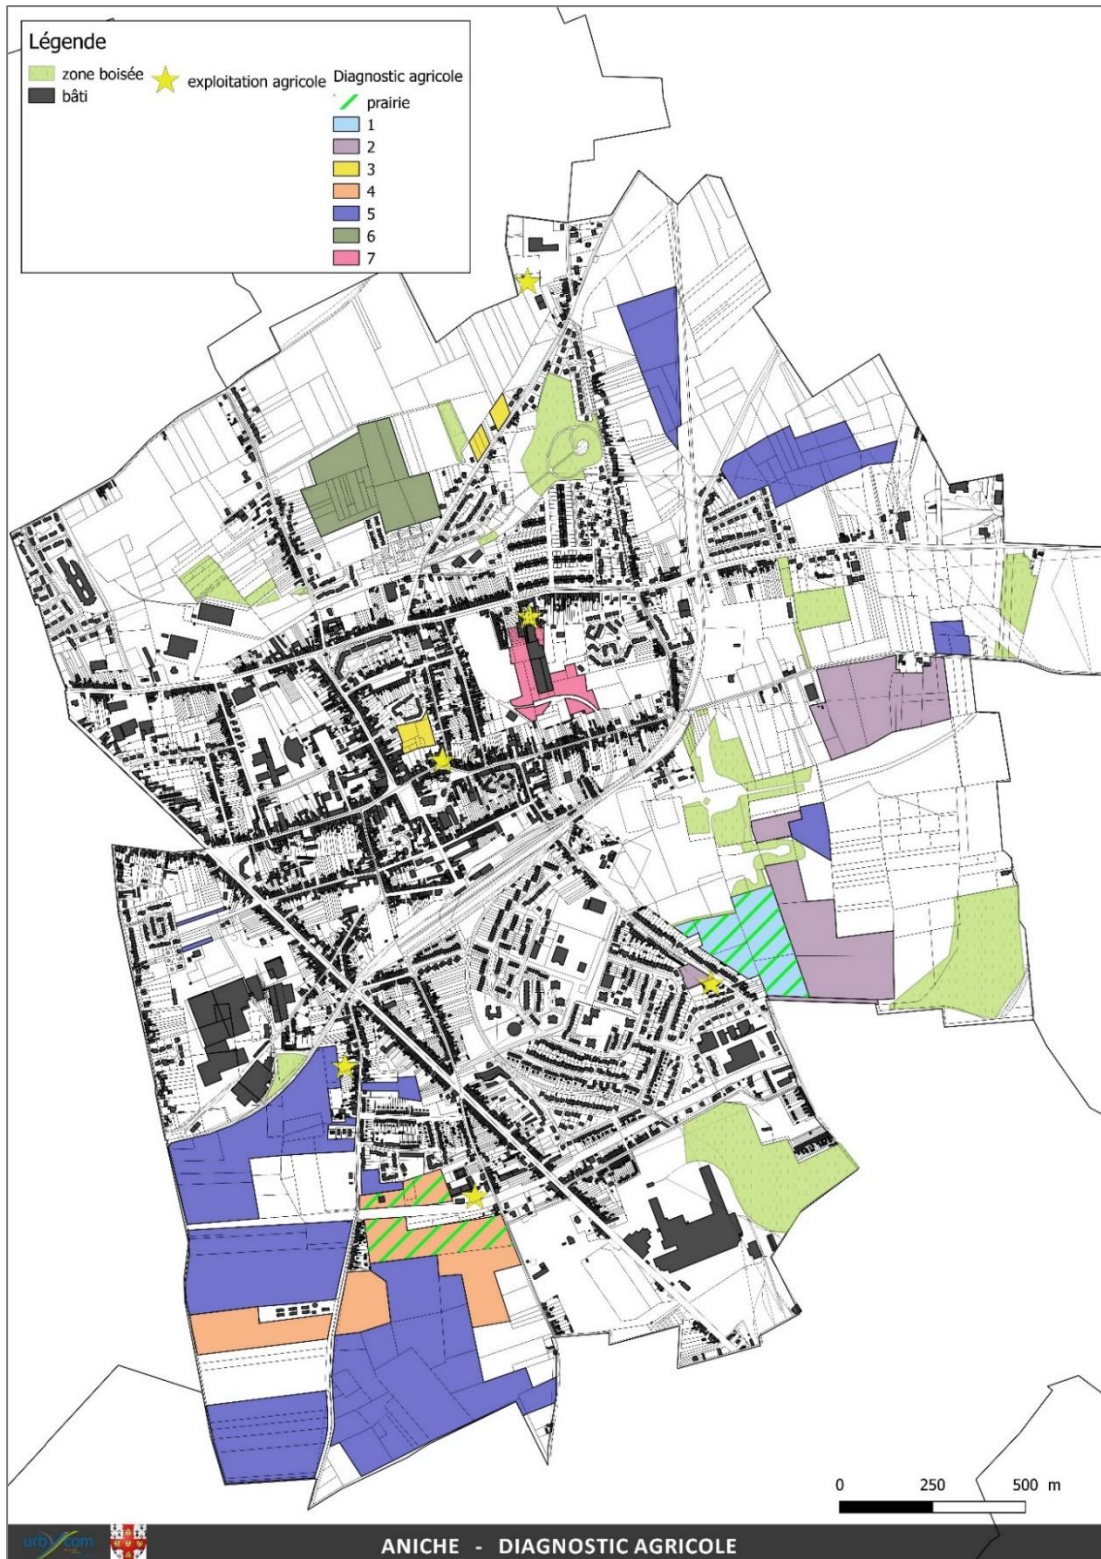 Légende
zone boisée
exploitation agricole
bâti
Diagnostic agricole
prairie
1
2
3
4
5
6
7
0 250 500 m
urbycom
ANICHE - DIAGNOSTIC AGRICOLE